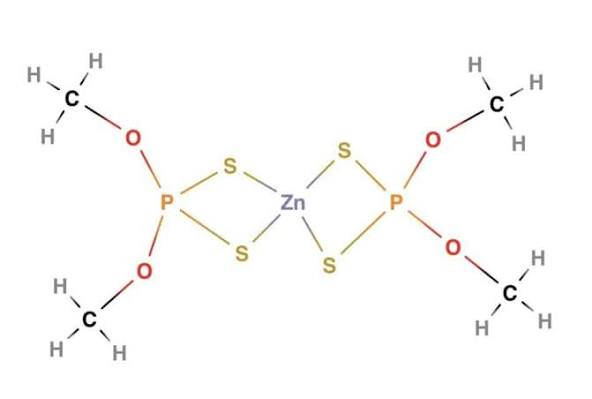 H H H H
C C
H O O H
S S
P Zn P
S S O
O H
H C
C H H
H H